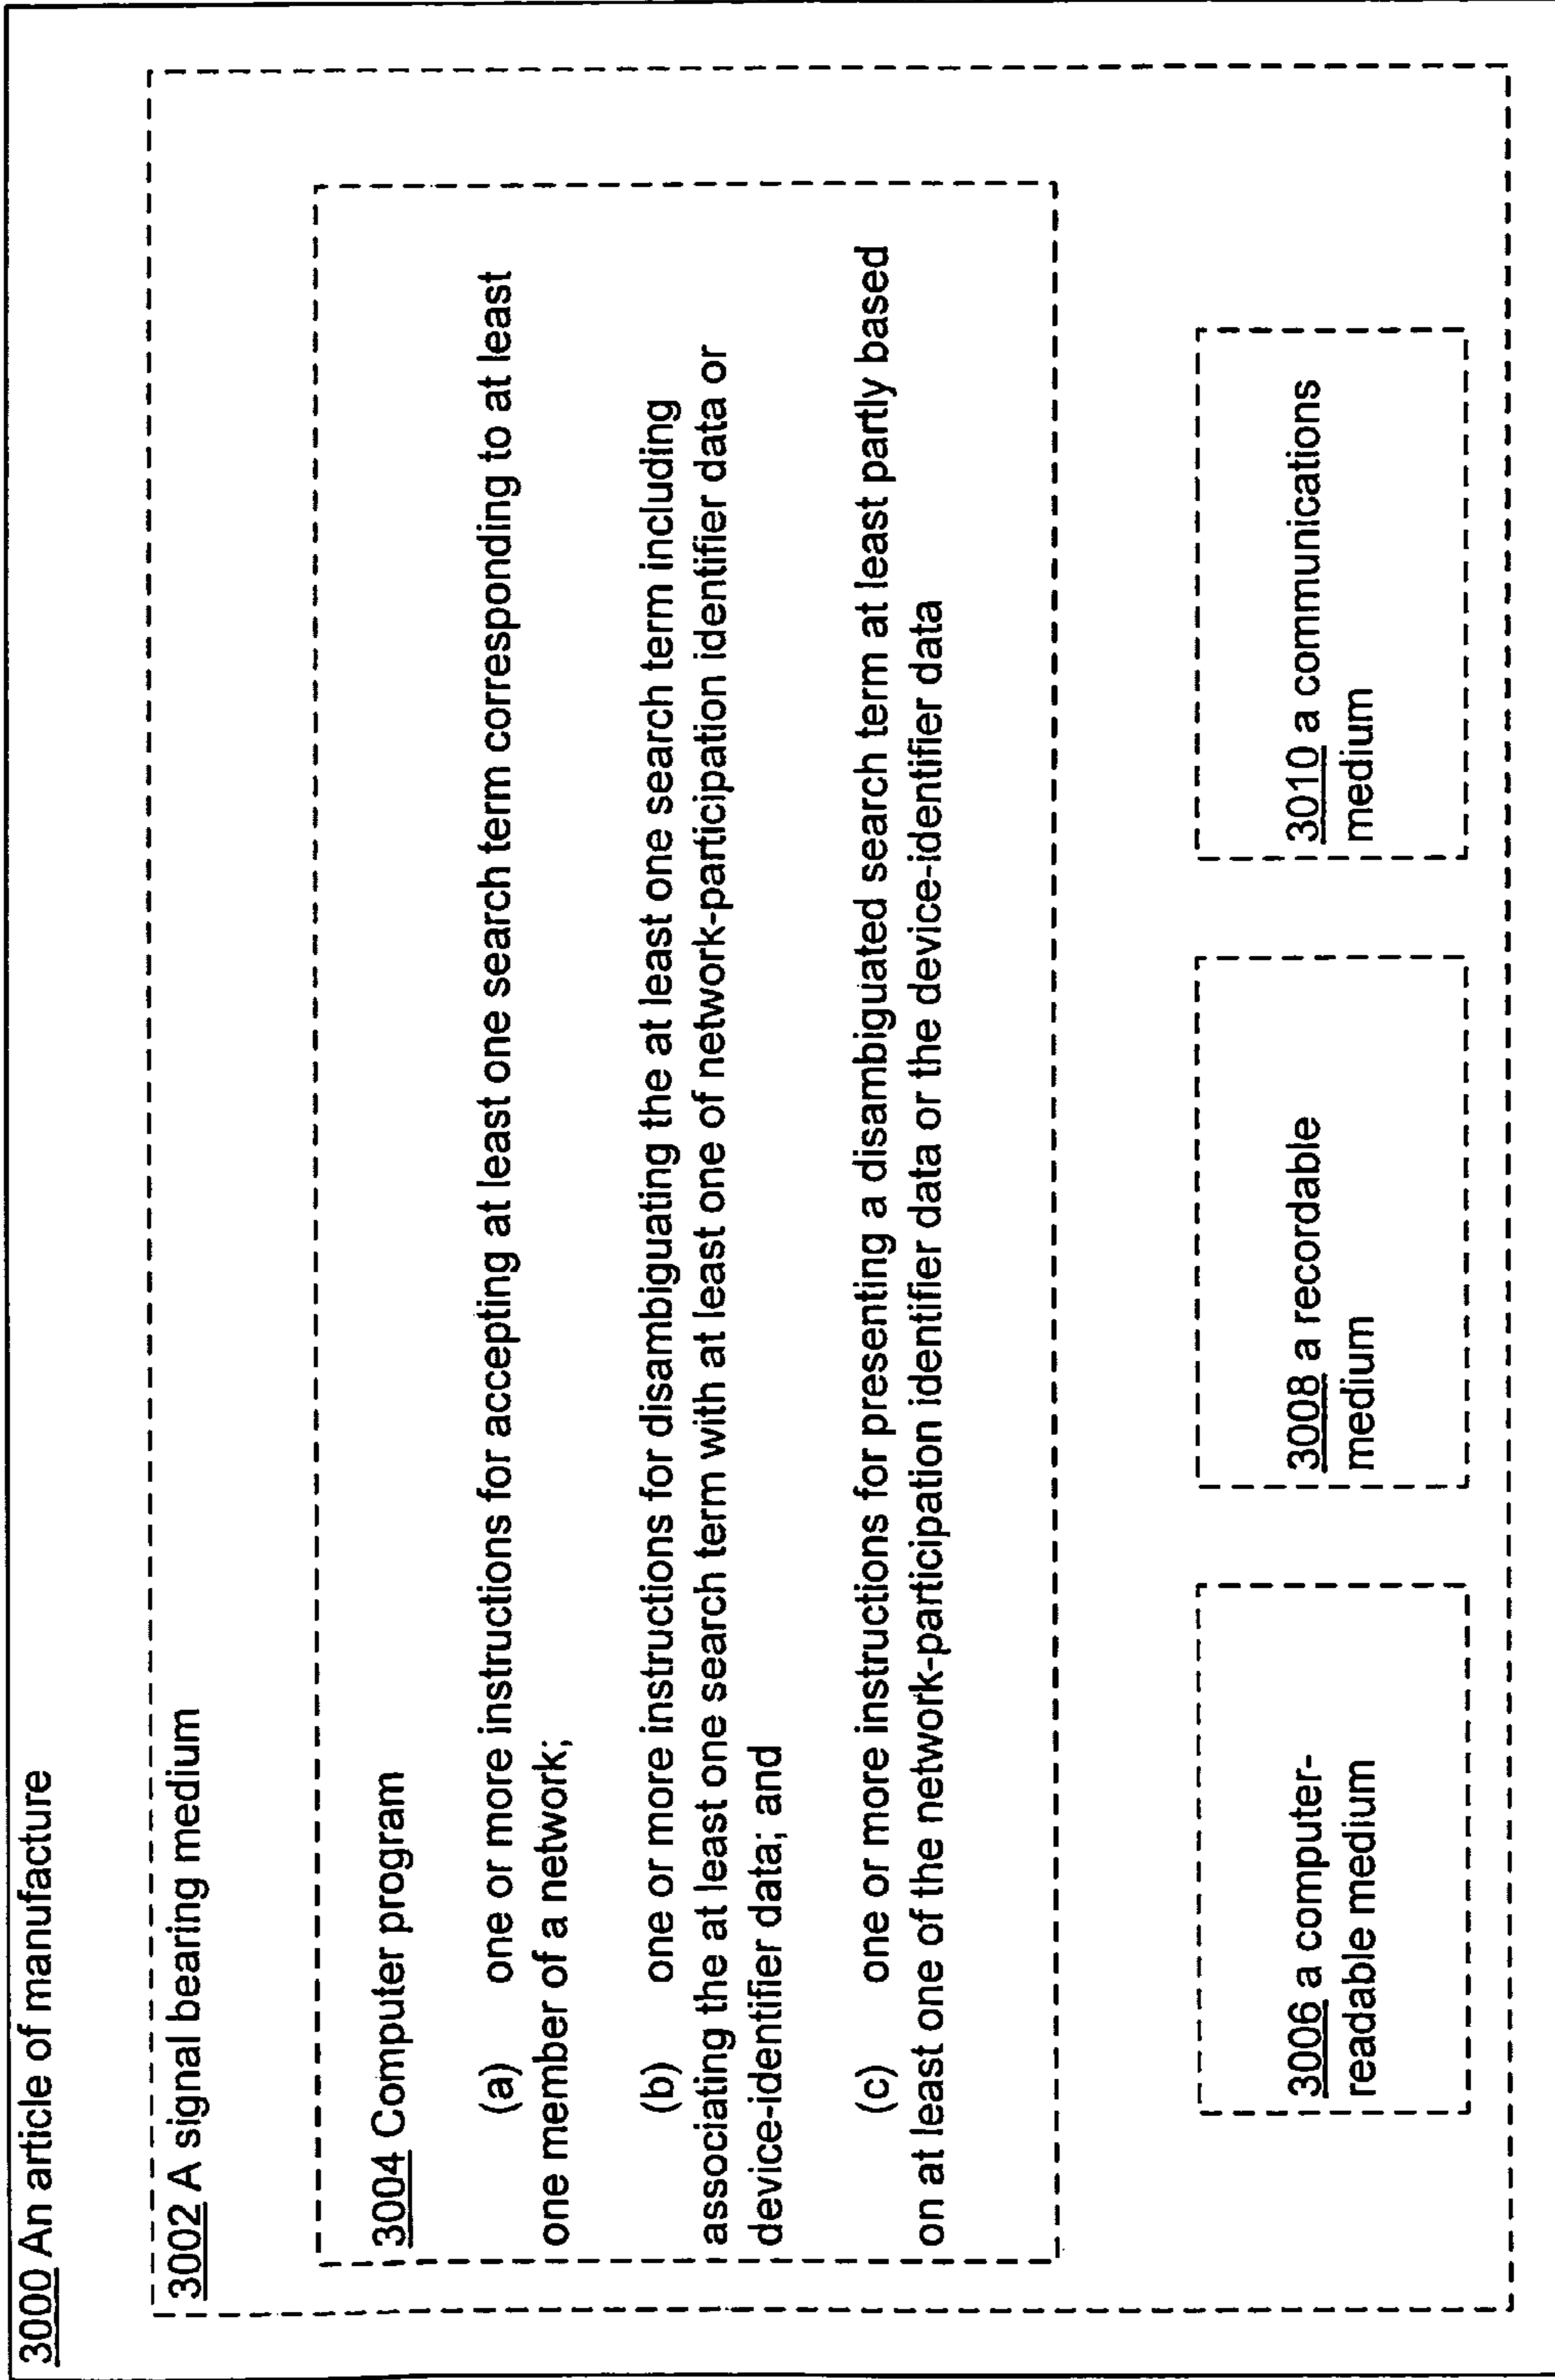 3000 An article of manufacture
3002 A signal bearing medium
3004 Computer program
(a) one or more instructions for accepting at least one search term corresponding to at least
one member of a network;
(b) one or more instructions for disambiguating the at least one search term including
associating the at least one search term with at least one of network-participation identifier data or
device-identifier data; and
(c) one or more instructions for presenting a disambiguated search term at least partly based
on at least one of the network-participation identifier data or the device-identifier data
3006 a computer-
readable medium
3008 a recordable
medium
3010 a communications
medium